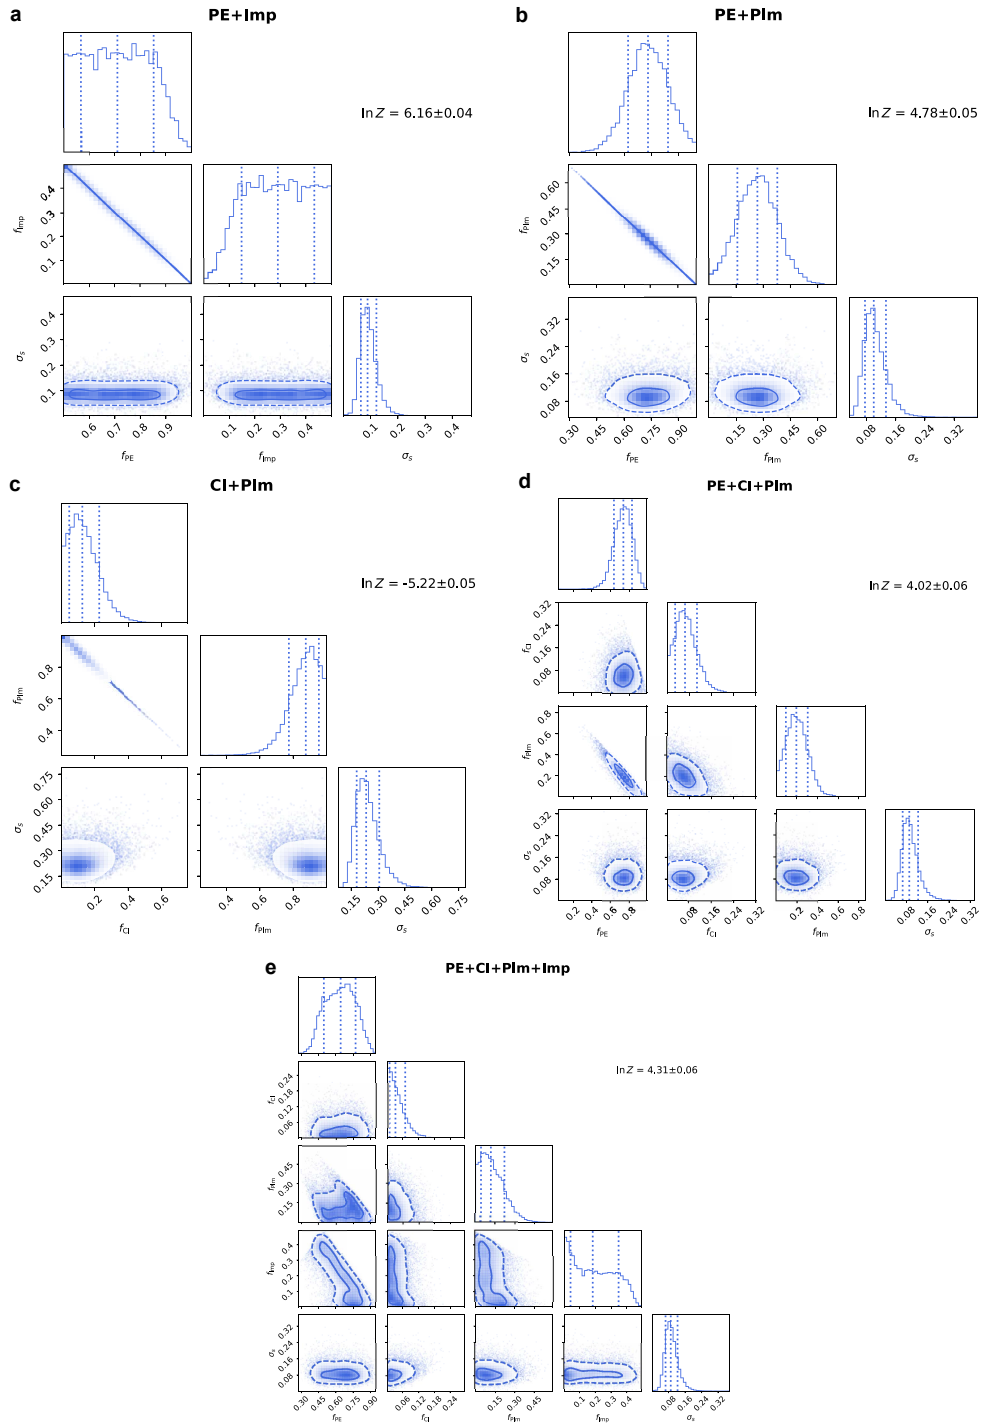 a
PE+Imp
ln Z = 6.16±0.04
f_Imp
0.4
0.3
0.2
0.1
σ_s
0.4
0.3
0.2
0.1
0.6 0.7 0.8 0.9
f_PE
0.1 0.2 0.3 0.4
f_Imp
0.1 0.2 0.3 0.4
σ_s
b
PE+PIm
ln Z = 4.78±0.05
f_PIm
0.60
0.45
0.30
0.15
σ_s
0.32
0.24
0.16
0.08
0.30 0.45 0.60 0.75 0.90
f_PE
0.15 0.30 0.45 0.60
f_PIm
0.08 0.16 0.24 0.32
σ_s
c
CI+PIm
ln Z = -5.22±0.05
f_PIm
0.8
0.6
0.4
σ_s
0.75
0.60
0.45
0.30
0.15
0.2 0.4 0.6
f_CI
0.4 0.6 0.8
f_PIm
0.15 0.30 0.45 0.60 0.75
σ_s
d
PE+CI+PIm
ln Z = 4.02±0.06
f_CI
0.32
0.24
0.16
0.08
f_PIm
0.8
0.6
0.4
0.2
σ_s
0.32
0.24
0.16
0.08
0.2 0.4 0.6 0.8
f_PE
0.08 0.16 0.24 0.32
f_CI
0.2 0.4 0.6 0.8
f_PIm
0.08 0.16 0.24 0.32
σ_s
e
PE+CI+PIm+Imp
ln Z = 4.31±0.06
f_CI
0.24
0.18
0.12
0.06
f_PIm
0.45
0.30
0.15
f_Imp
0.4
0.3
0.2
0.1
σ_s
0.32
0.24
0.16
0.08
0.30 0.45 0.60 0.75 0.90
f_PE
0.06 0.12 0.18 0.24
f_CI
0.15 0.30 0.45
f_PIm
0.1 0.2 0.3 0.4
f_Imp
0.08 0.16 0.24 0.32
σ_s